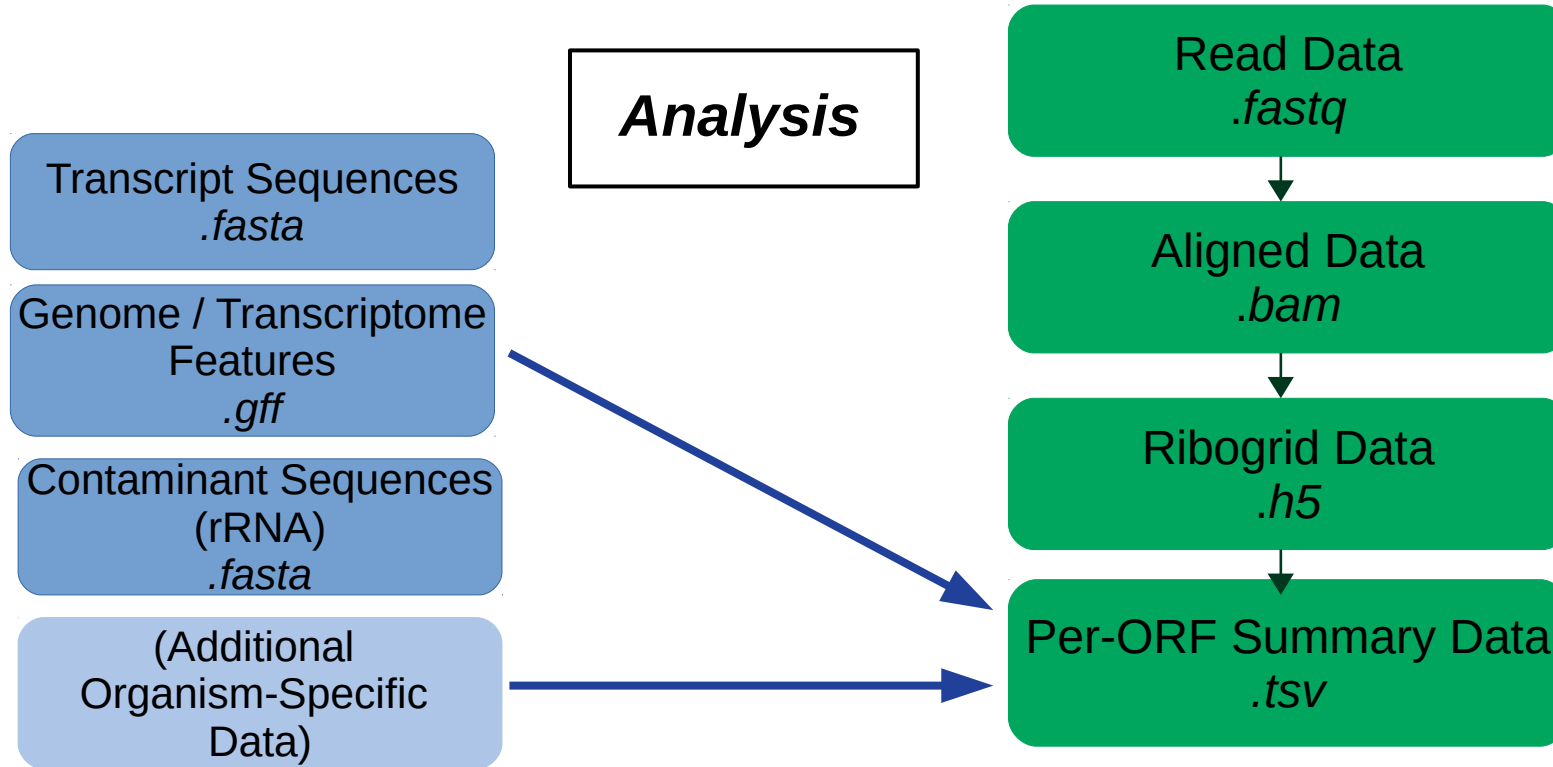 Analysis
Transcript Sequences
.fasta
Genome / Transcriptome
Features
.gff
Contaminant Sequences
(rRNA)
.fasta
(Additional
Organism-Specific
Data)
Read Data
.fastq
Aligned Data
.bam
Ribogrid Data
.h5
Per-ORF Summary Data
.tsv